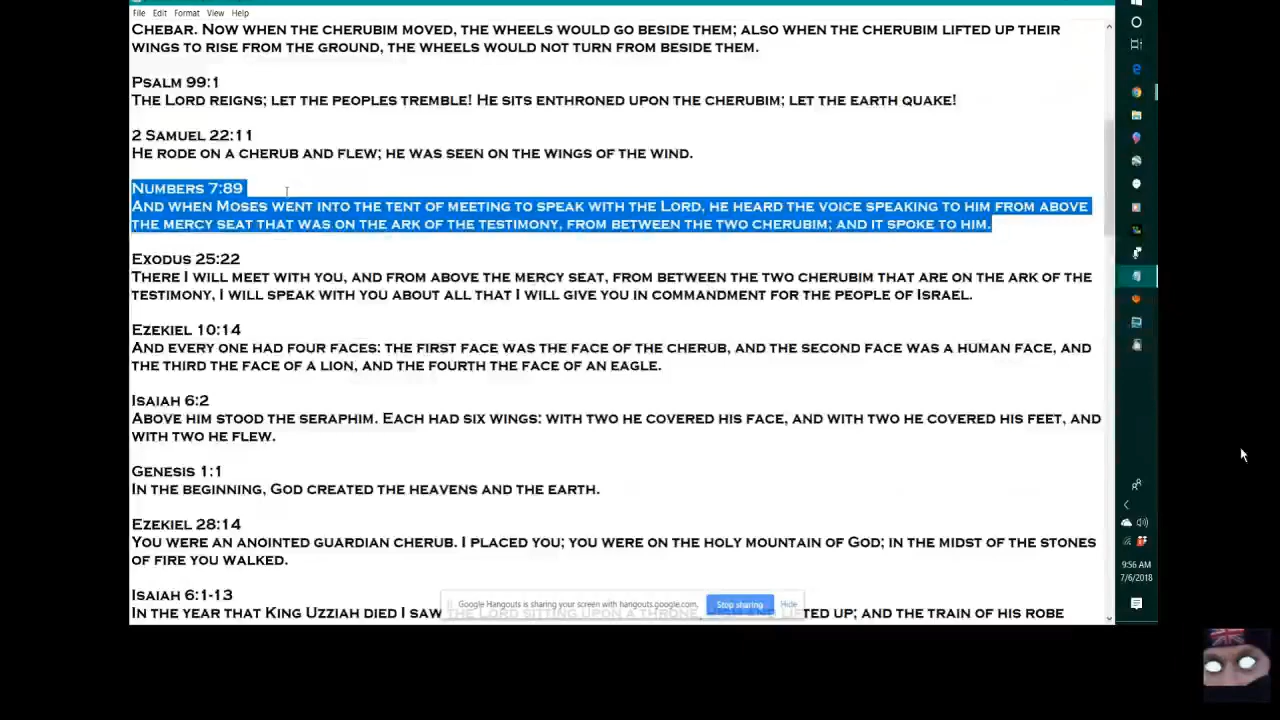 File Edit Format View Help
Chebar. Now when the cherubim moved, the wheels would go beside them; also when the cherubim lifted up their
wings to rise from the ground, the wheels would not turn from beside them.
Psalm 99:1
The Lord reigns; let the peoples tremble! He sits enthroned upon the cherubim; let the earth quake!
2 Samuel 22:11
He rode on a cherub and flew; he was seen on the wings of the wind.
Numbers 7:89
And when Moses went into the tent of meeting to speak with the Lord, he heard the voice speaking to him from above
the mercy seat that was on the ark of the testimony, from between the two cherubim; and it spoke to him.
Exodus 25:22
There I will meet with you, and from above the mercy seat, from between the two cherubim that are on the ark of the
testimony, I will speak with you about all that I will give you in commandment for the people of Israel.
Ezekiel 10:14
And every one had four faces: the first face was the face of the cherub, and the second face was a human face, and
the third the face of a lion, and the fourth the face of an eagle.
Isaiah 6:2
Above him stood the seraphim. Each had six wings: with two he covered his face, and with two he covered his feet, and
with two he flew.
Genesis 1:1
In the beginning, God created the heavens and the earth.
Ezekiel 28:14
You were an anointed guardian cherub. I placed you; you were on the holy mountain of God; in the midst of the stones
of fire you walked.
Isaiah 6:1-13
In the year that King Uzziah died I saw the Lord sitting upon a throne, and lifted up; and the train of his robe
Google Hangouts is sharing your screen with hangouts.google.com.
Stop sharing
Hide
9:56 AM
7/6/2018